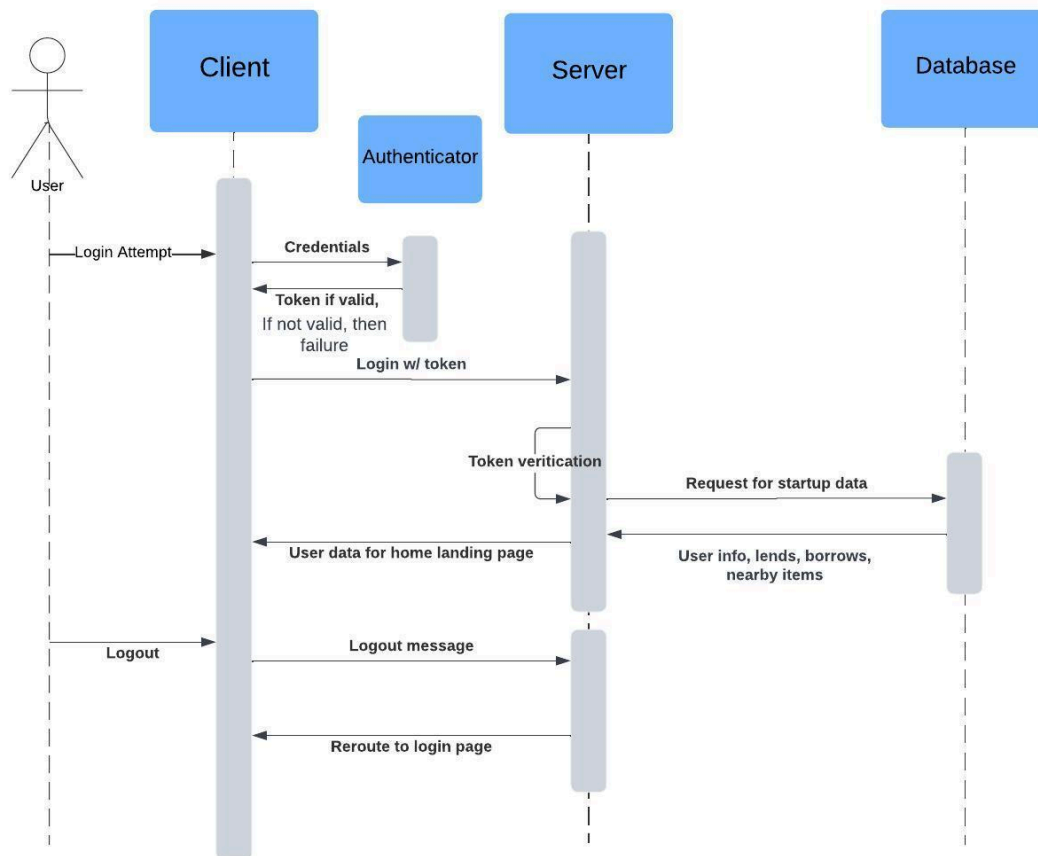 Client
Server
Database
Authenticator
User
Login Attempt
Credentials
Token if valid,
If not valid, then
failure
Login w/ token
Token veritication
Request for startup data
User data for home landing page
User info, lends, borrows,
nearby items
Logout
Logout message
Reroute to login page